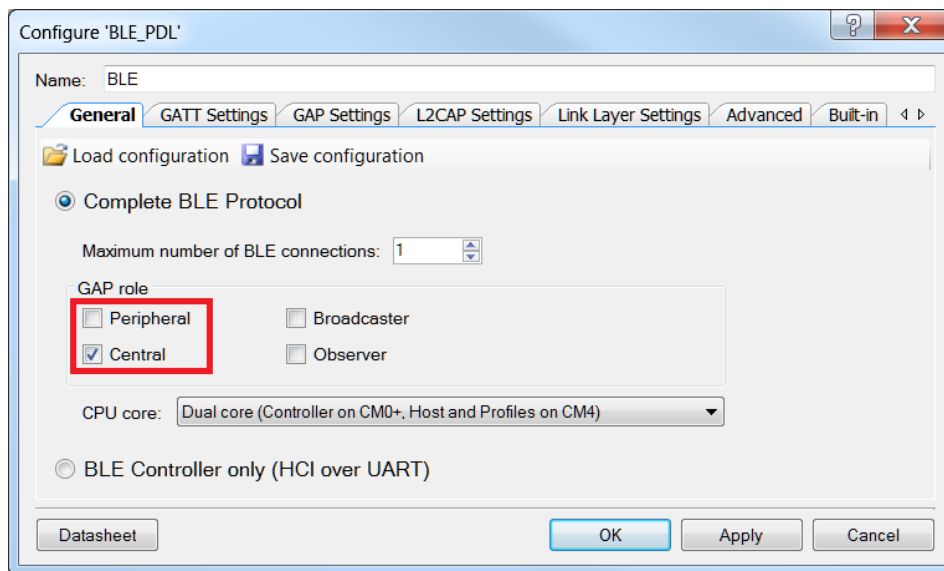 Configure 'BLE_PDL'
Name: BLE
General GATT Settings GAP Settings L2CAP Settings Link Layer Settings Advanced Built-in
Load configuration Save configuration
Complete BLE Protocol
Maximum number of BLE connections: 1
GAP role
Peripheral Broadcaster
Central Observer
CPU core: Dual core (Controller on CM0+, Host and Profiles on CM4)
BLE Controller only (HCI over UART)
Datasheet OK Apply Cancel